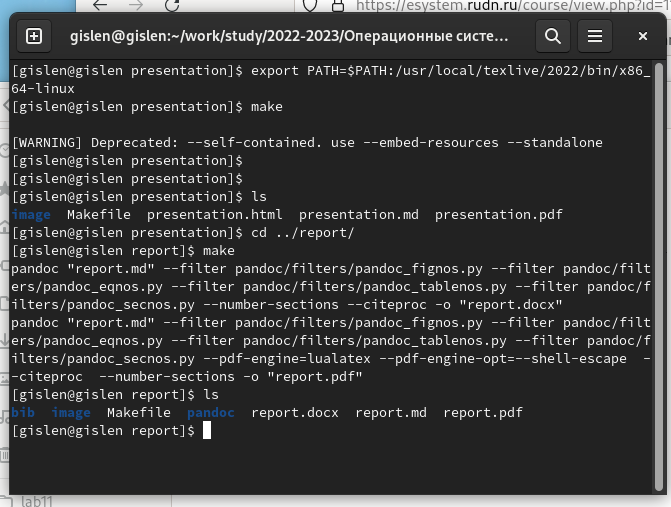 https://esystem.rudn.ru/course/view.php?id=1
gislen@gislen:~/work/study/2022-2023/Операционные систе...
[gislen@gislen presentation]$ export PATH=$PATH:/usr/local/texlive/2022/bin/x86_
64-linux
[gislen@gislen presentation]$ make
[WARNING] Deprecated: --self-contained. use --embed-resources --standalone
[gislen@gislen presentation]$
[gislen@gislen presentation]$
[gislen@gislen presentation]$ ls
image  Makefile  presentation.html  presentation.md  presentation.pdf
[gislen@gislen presentation]$ cd ../report/
[gislen@gislen report]$ make
pandoc "report.md" --filter pandoc/filters/pandoc_fignos.py --filter pandoc/filt
ers/pandoc_eqnos.py --filter pandoc/filters/pandoc_tablenos.py --filter pandoc/f
ilters/pandoc_secnos.py --number-sections --citeproc -o "report.docx"
pandoc "report.md" --filter pandoc/filters/pandoc_fignos.py --filter pandoc/filt
ers/pandoc_eqnos.py --filter pandoc/filters/pandoc_tablenos.py --filter pandoc/f
ilters/pandoc_secnos.py --pdf-engine=lualatex --pdf-engine-opt=--shell-escape  -
-citeproc  --number-sections -o "report.pdf"
[gislen@gislen report]$ ls
bib  image  Makefile  pandoc  report.docx  report.md  report.pdf
[gislen@gislen report]$
lab11